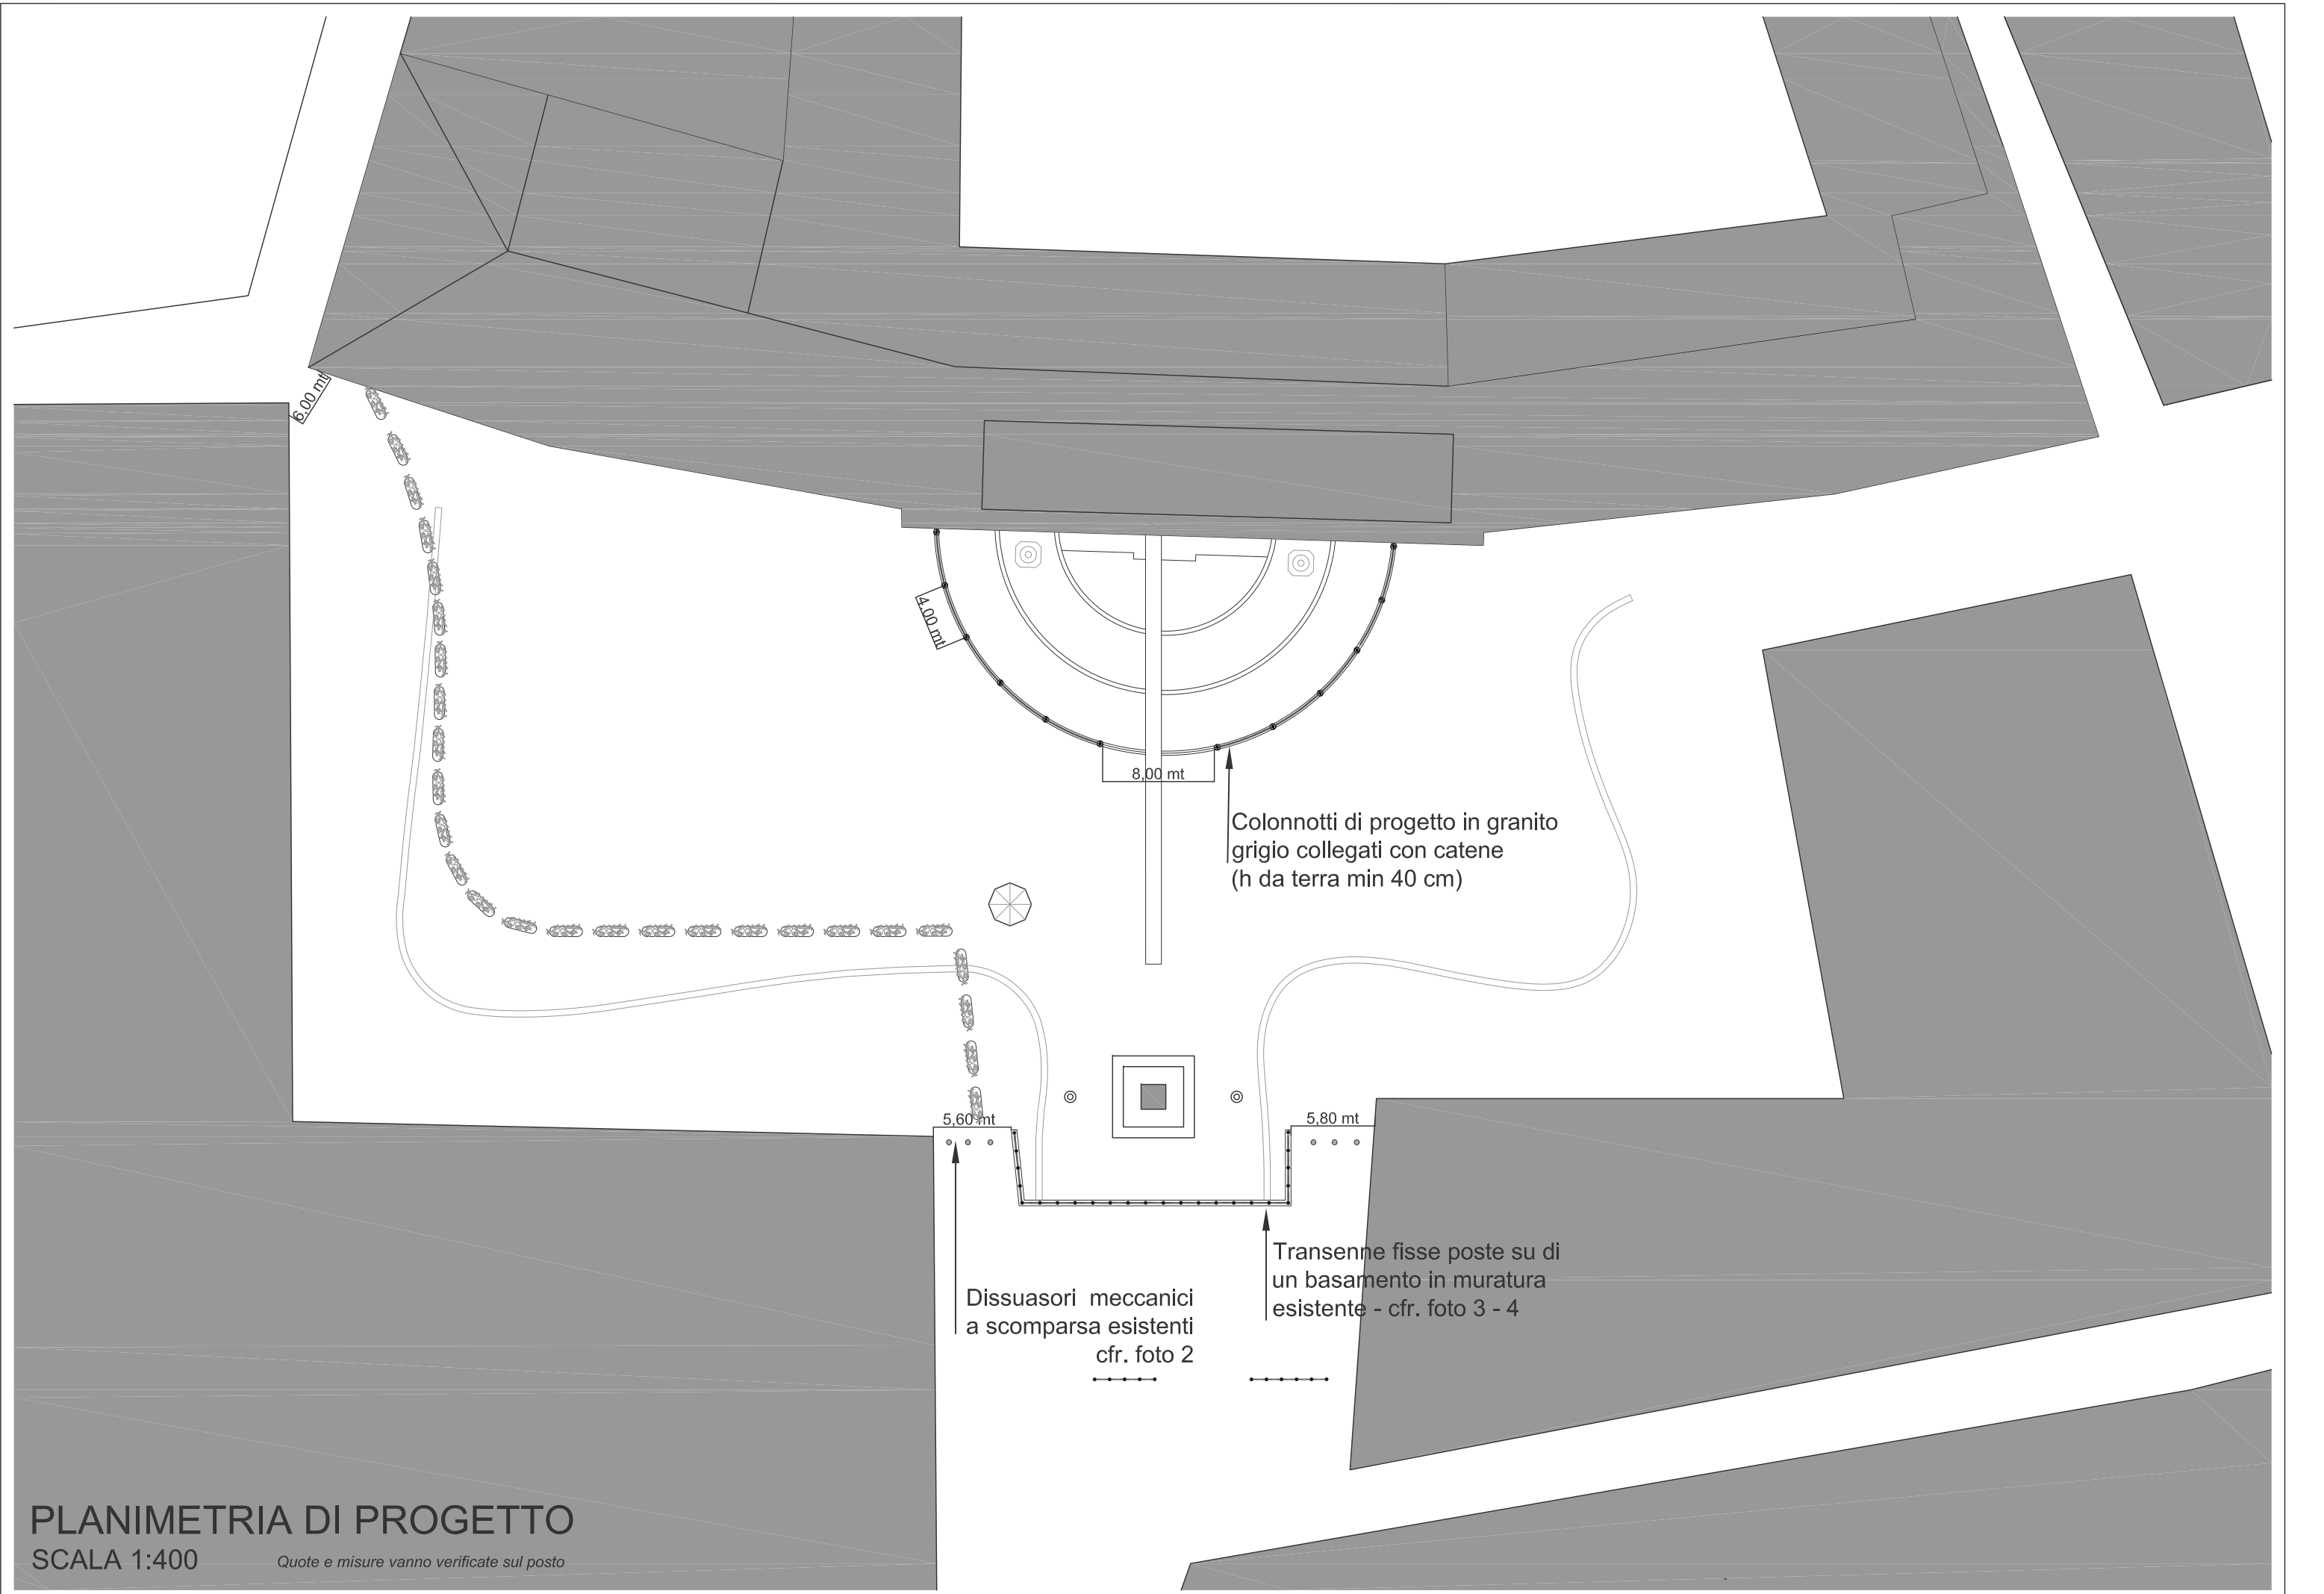 6,00 mt
4,00 mt
8,00 mt
Colonnotti di progetto in granito
grigio collegati con catene
(h da terra min 40 cm)
5,60 mt
5,80 mt
Transenne fisse poste su di
un basamento in muratura
esistente - cfr. foto 3 - 4
Dissuasori meccanici
a scomparsa esistenti
cfr. foto 2
PLANIMETRIA DI PROGETTO
SCALA 1:400
Quote e misure vanno verificate sul posto